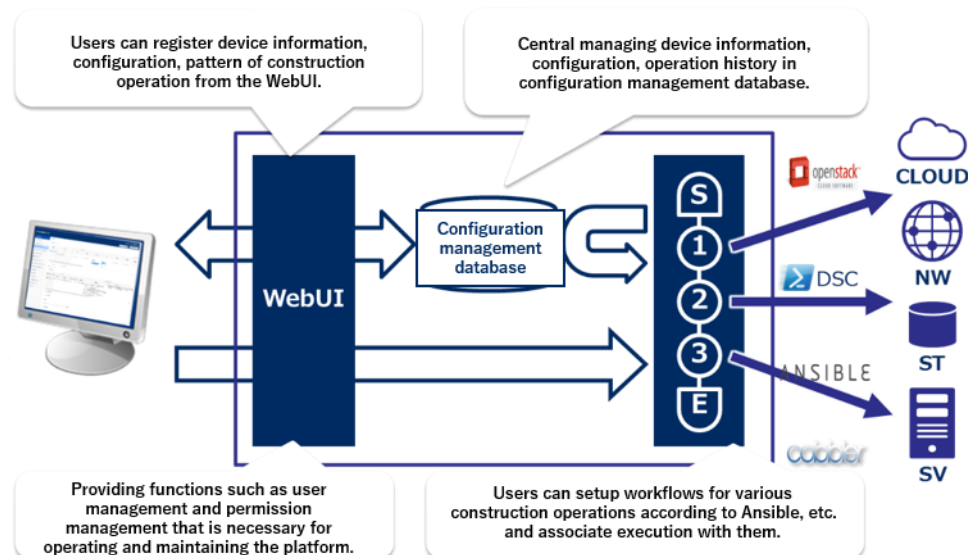 Users can register device information,
configuration, pattern of construction
operation from the WebUI.
Central managing device information,
configuration, operation history in
configuration management database.
openstack
CLOUD SOFTWARE
CLOUD
S
1
2
3
E
Configuration
management
database
WebUI
NW
DSC
ST
ANSIBLE
cobbler
SV
Providing functions such as user
management and permission
management that is necessary for
operating and maintaining the platform.
Users can setup workflows for various
construction operations according to Ansible, etc.
and associate execution with them.